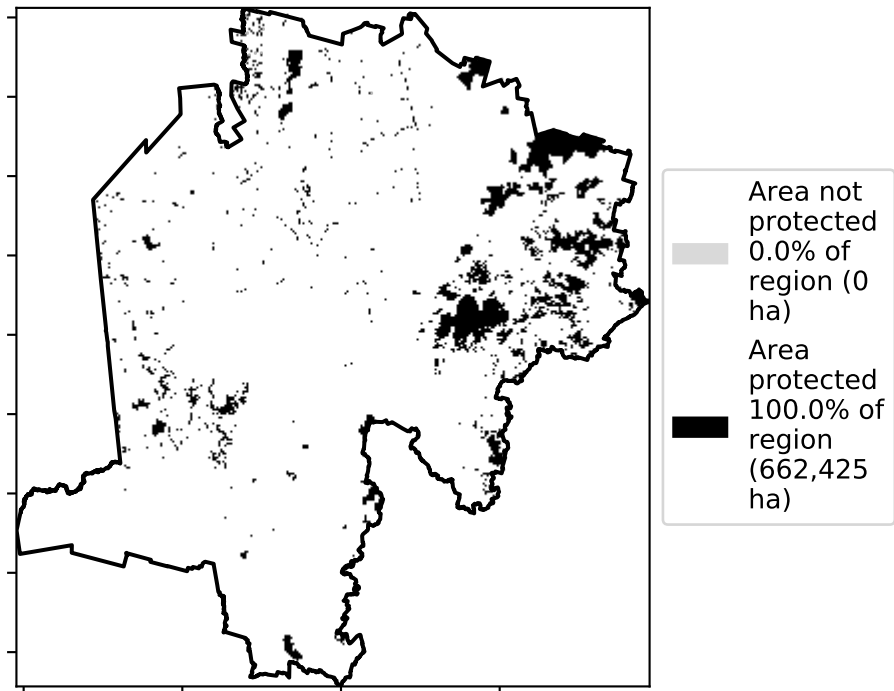 Area not
protected
0.0% of
region (0
ha)
Area
protected
100.0% of
region
(662,425
ha)